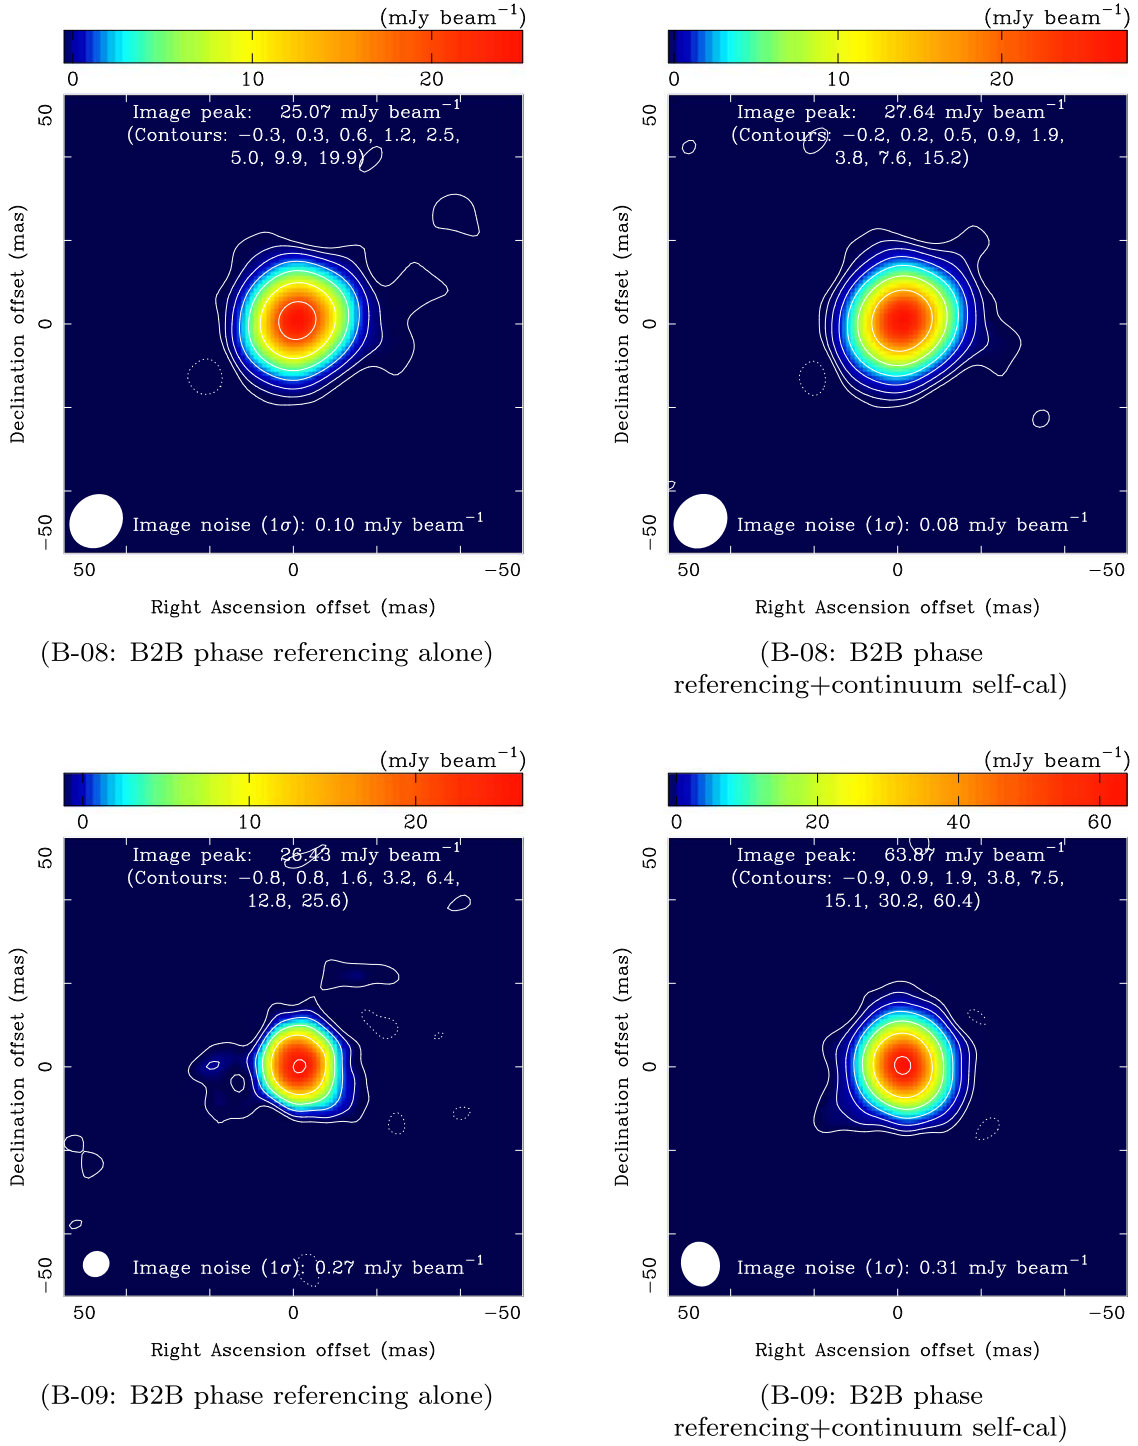 (mJy beam⁻¹)
0 10 20
Image peak: 25.07 mJy beam⁻¹
(Contours: −0.3, 0.3, 0.6, 1.2, 2.5,
5.0, 9.9, 19.9)
Image noise (1σ): 0.10 mJy beam⁻¹
50 0 −50
Declination offset (mas)
50 0 −50
Right Ascension offset (mas)
(B-08: B2B phase referencing alone)
(mJy beam⁻¹)
0 10 20
Image peak: 27.64 mJy beam⁻¹
(Contours: −0.2, 0.2, 0.5, 0.9, 1.9,
3.8, 7.6, 15.2)
Image noise (1σ): 0.08 mJy beam⁻¹
50 0 −50
Declination offset (mas)
50 0 −50
Right Ascension offset (mas)
(B-08: B2B phase
referencing+continuum self-cal)
(mJy beam⁻¹)
0 10 20
Image peak: 26.43 mJy beam⁻¹
(Contours: −0.8, 0.8, 1.6, 3.2, 6.4,
12.8, 25.6)
Image noise (1σ): 0.27 mJy beam⁻¹
50 0 −50
Declination offset (mas)
50 0 −50
Right Ascension offset (mas)
(B-09: B2B phase referencing alone)
(mJy beam⁻¹)
0 20 40 60
Image peak: 63.87 mJy beam⁻¹
(Contours: −0.9, 0.9, 1.9, 3.8, 7.5,
15.1, 30.2, 60.4)
Image noise (1σ): 0.31 mJy beam⁻¹
50 0 −50
Declination offset (mas)
50 0 −50
Right Ascension offset (mas)
(B-09: B2B phase
referencing+continuum self-cal)